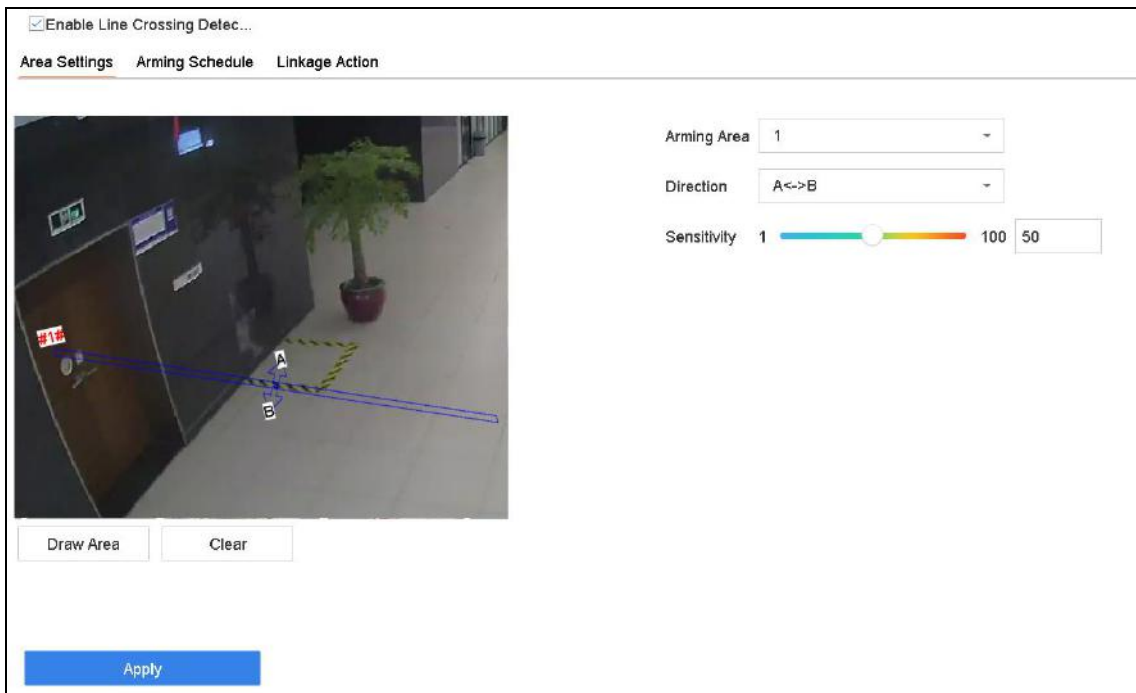 Enable Line Crossing Detec...
Area Settings Arming Schedule Linkage Action
Arming Area 1
Direction A<->B
Sensitivity 1 100 50
#1#
A
B
Draw Area Clear
Apply